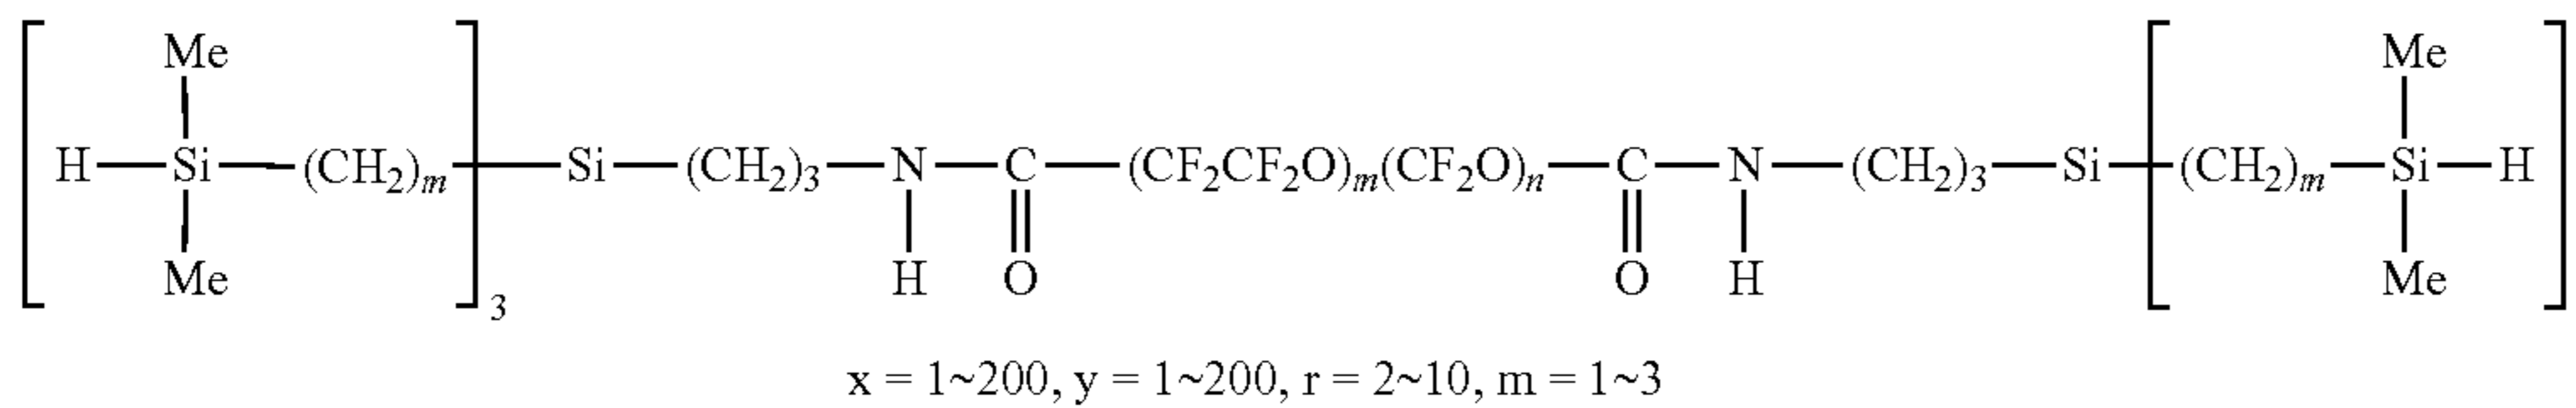 Me Me
H—Si—(CH₂)ₘ—Si—(CH₂)₃—N—C—(CF₂CF₂O)ₘ(CF₂O)ₙ—C—N—(CH₂)₃—Si—(CH₂)ₘ—Si—H
Me H O O H Me
3
x = 1~200, y = 1~200, r = 2~10, m = 1~3